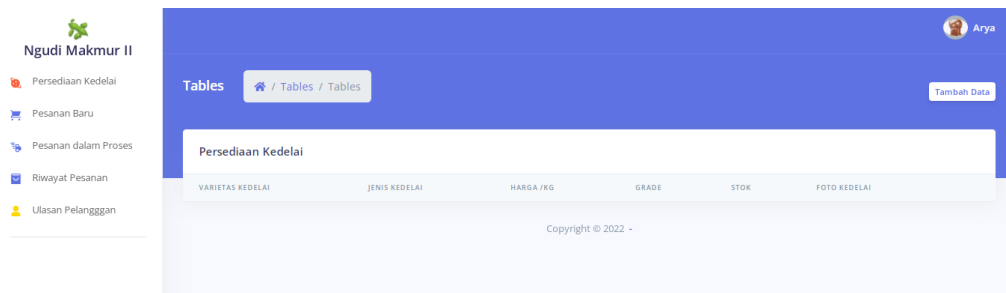 Ngudi Makmur II
Persediaan Kedelai
Pesanan Baru
Pesanan dalam Proses
Riwayat Pesanan
Ulasan Pelangggan
Arya
Tables
/ Tables / Tables
Tambah Data
Persediaan Kedelai
VARIETAS KEDELAI JENIS KEDELAI HARGA /KG GRADE STOK FOTO KEDELAI
Copyright © 2022 -